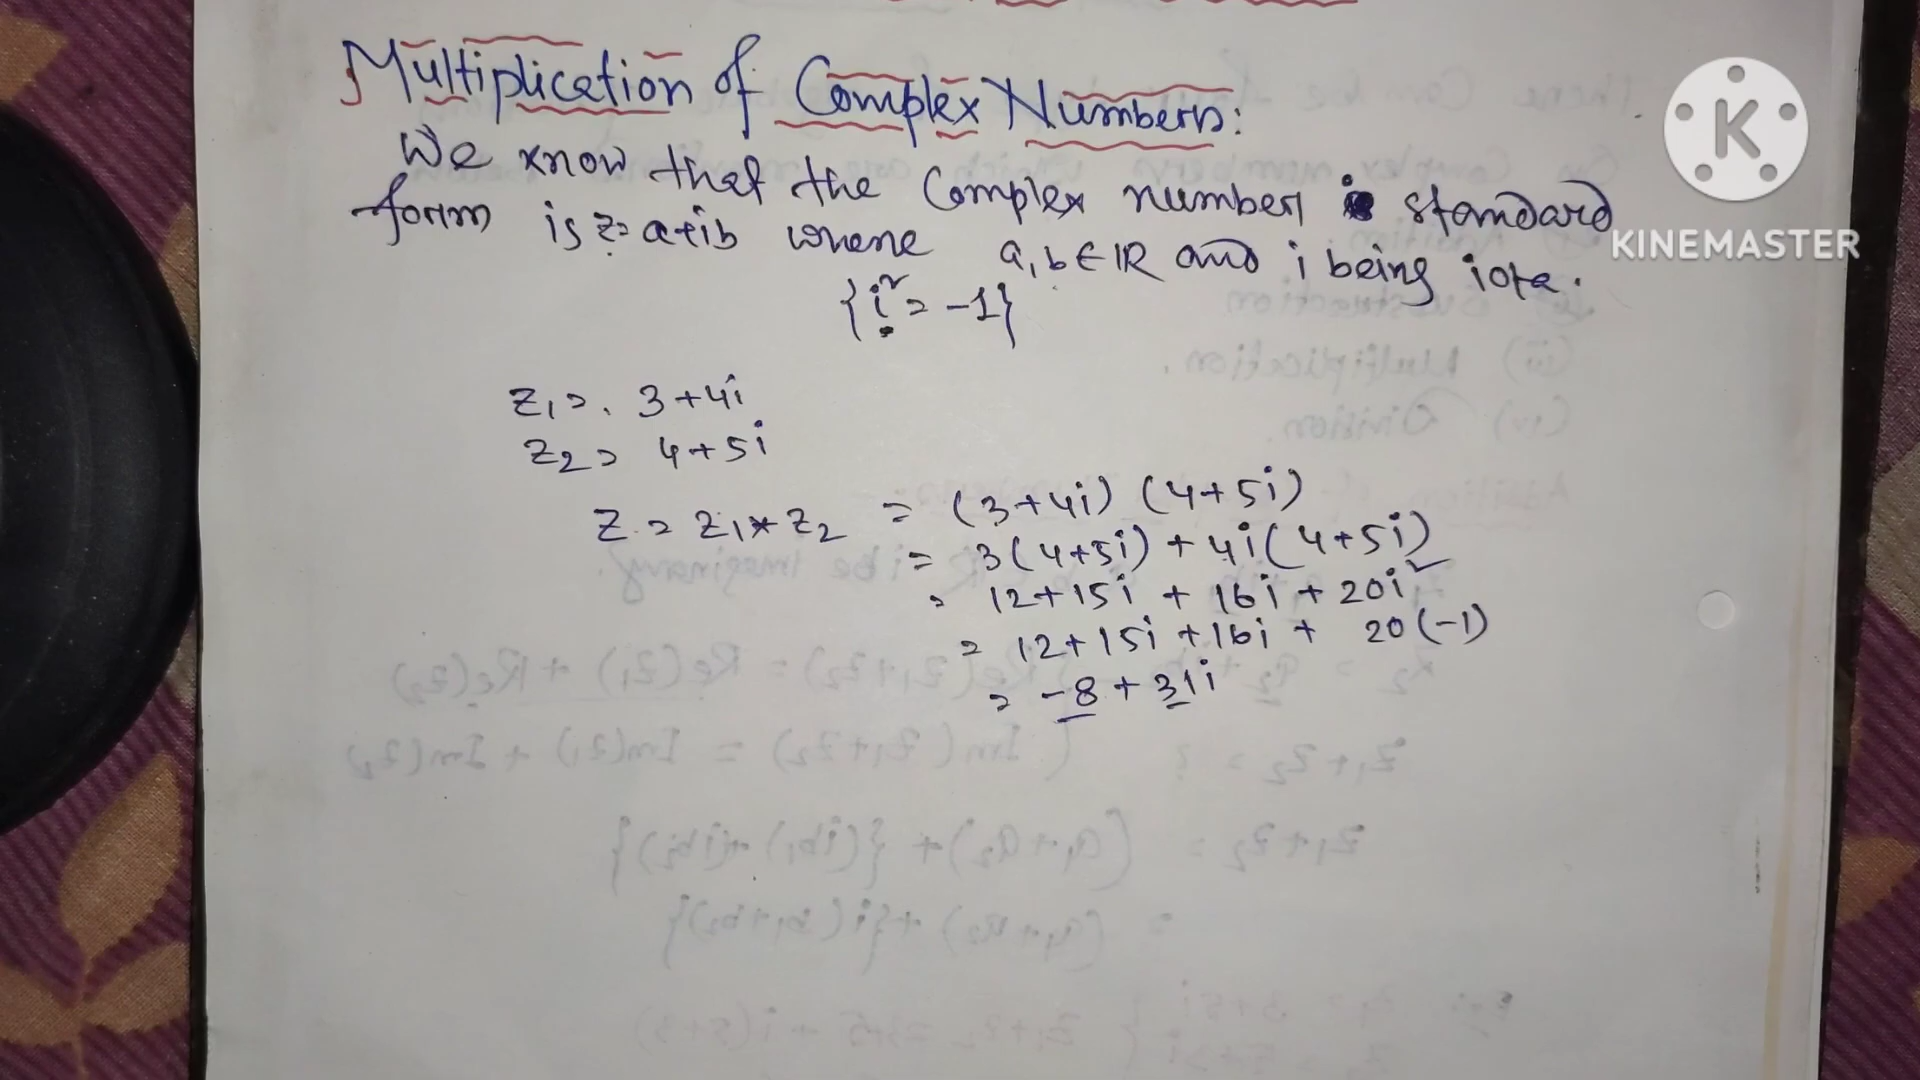 Multiplication of Complex Numbers:
We know that the Complex number is standard
form is z = a+ib where a, b ∈ IR and i being iota.
{i² = -1}
z₁ = 3+4i
z₂ = 4+5i
z = z₁*z₂ = (3+4i) (4+5i)
= 3(4+5i) + 4i(4+5i)
= 12+15i + 16i + 20i²
= 12+15i +16i + 20(-1)
= -8 + 31i
KINEMASTER